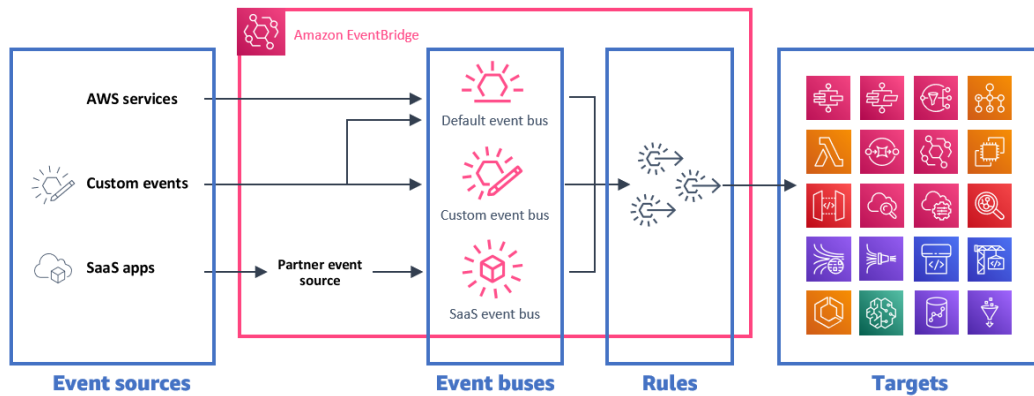 Amazon EventBridge
AWS services
Default event bus
Custom events
Custom event bus
SaaS apps
Partner event
source
SaaS event bus
Event sources
Event buses
Rules
Targets